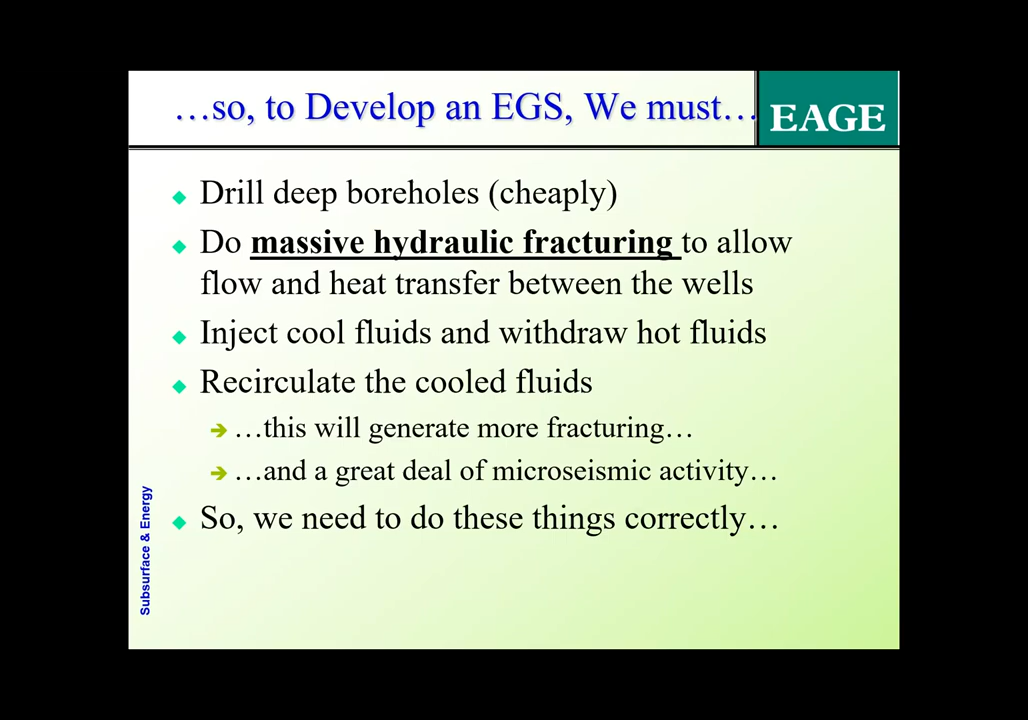 …so, to Develop an EGS, We must…
EAGE
Drill deep boreholes (cheaply)
Do massive hydraulic fracturing to allow
flow and heat transfer between the wells
Inject cool fluids and withdraw hot fluids
Recirculate the cooled fluids
…this will generate more fracturing…
…and a great deal of microseismic activity…
So, we need to do these things correctly…
Subsurface & Energy